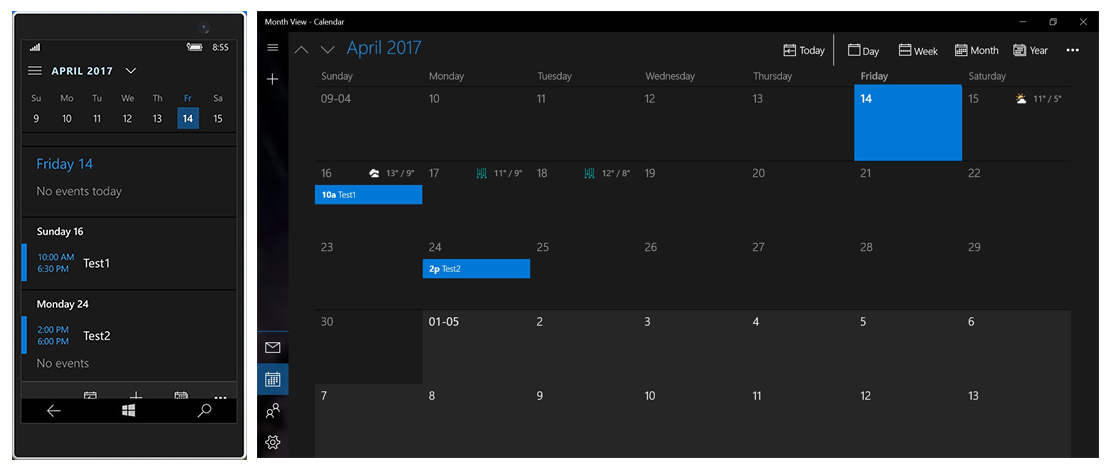 8:55
APRIL 2017
Su Mo Tu We Th Fr Sa
9 10 11 12 13 14 15
Friday 14
No events today
Sunday 16
10:00 AM
6:30 PM
Test1
Monday 24
2:00 PM
6:00 PM
Test2
No events
Month View - Calendar
April 2017
Today Day Week Month Year
Sunday Monday Tuesday Wednesday Thursday Friday Saturday
09-04 10 11 12 13 14 15 11° / 5°
16 13° / 9° 17 11° / 9° 18 12° / 8° 19 20 21 22
10a Test1
23 24 25 26 27 28 29
2p Test2
30 01-05 2 3 4 5 6
7 8 9 10 11 12 13